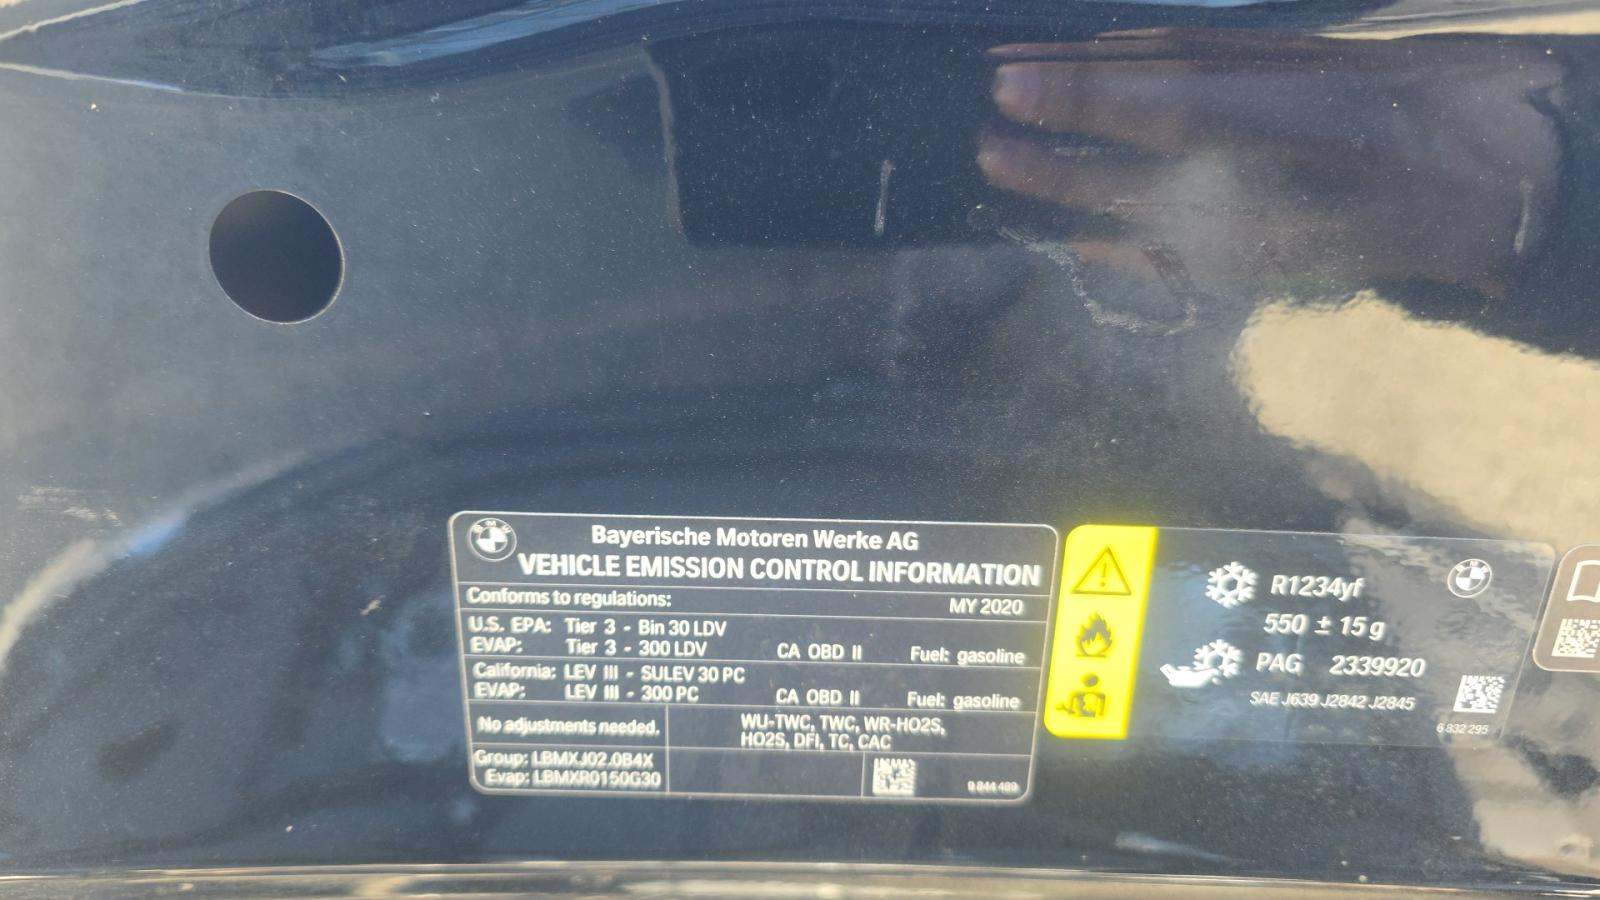 BMW
Bayerische Motoren Werke AG
VEHICLE EMISSION CONTROL INFORMATION
Conforms to regulations: MY 2020
U.S. EPA: Tier 3 - Bin 30 LDV
EVAP: Tier 3 - 300 LDV CA OBD II Fuel: gasoline
California: LEV III - SULEV 30 PC
EVAP: LEV III - 300 PC CA OBD II Fuel: gasoline
No adjustments needed. WU-TWC, TWC, WR-HO2S,
HO2S, DFI, TC, CAC
Group: LBMXJ02.0B4X
Evap: LBMXR0150G30
9 844 489
R1234yf
550 ± 15 g
PAG 2339920
SAE J639 J2842 J2845
6 832 295